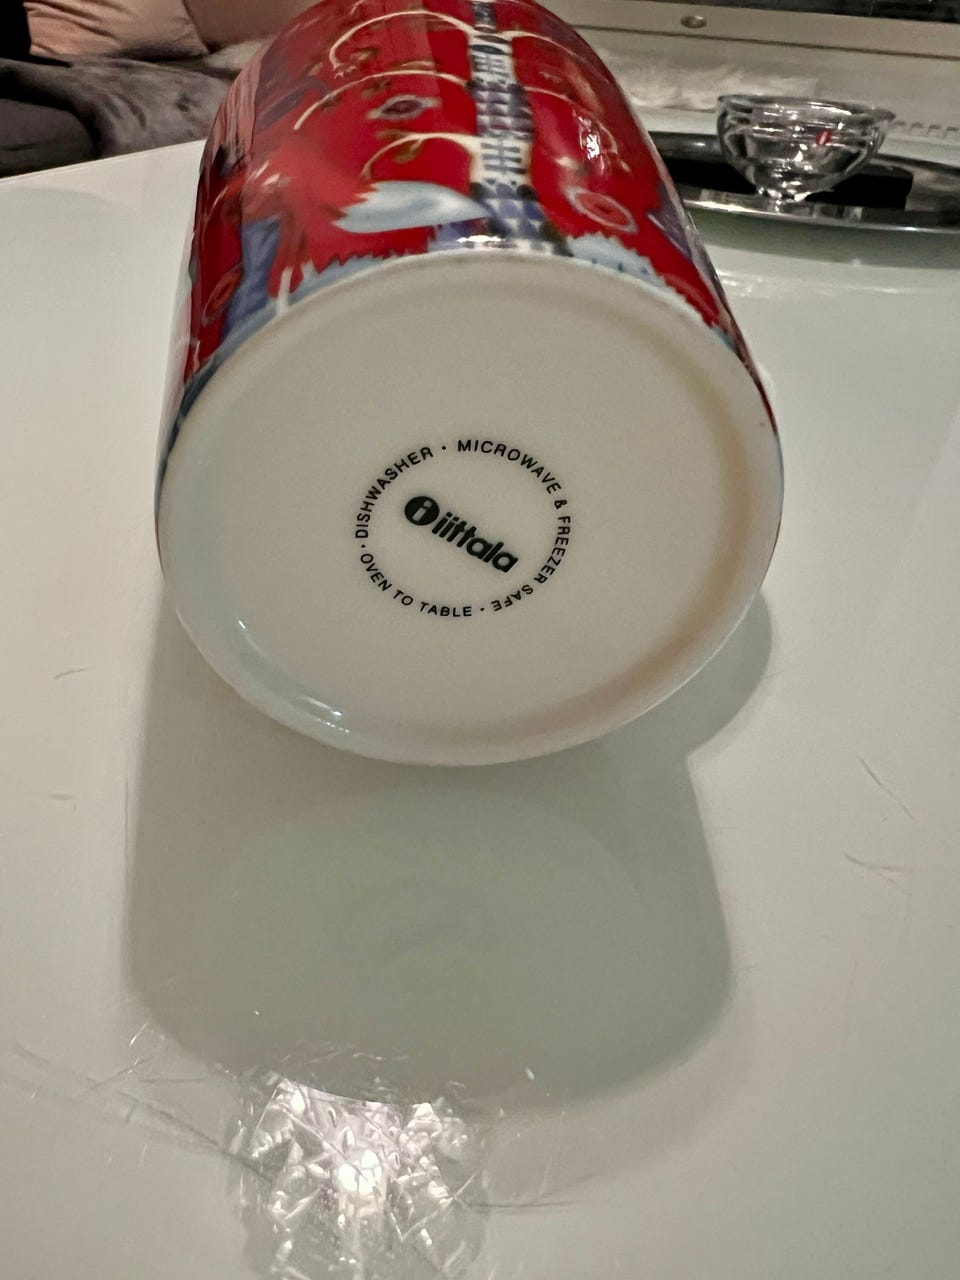 DISHWASHER · MICROWAVE & FREEZER SAFE · OVEN TO TABLE ·
i iittala